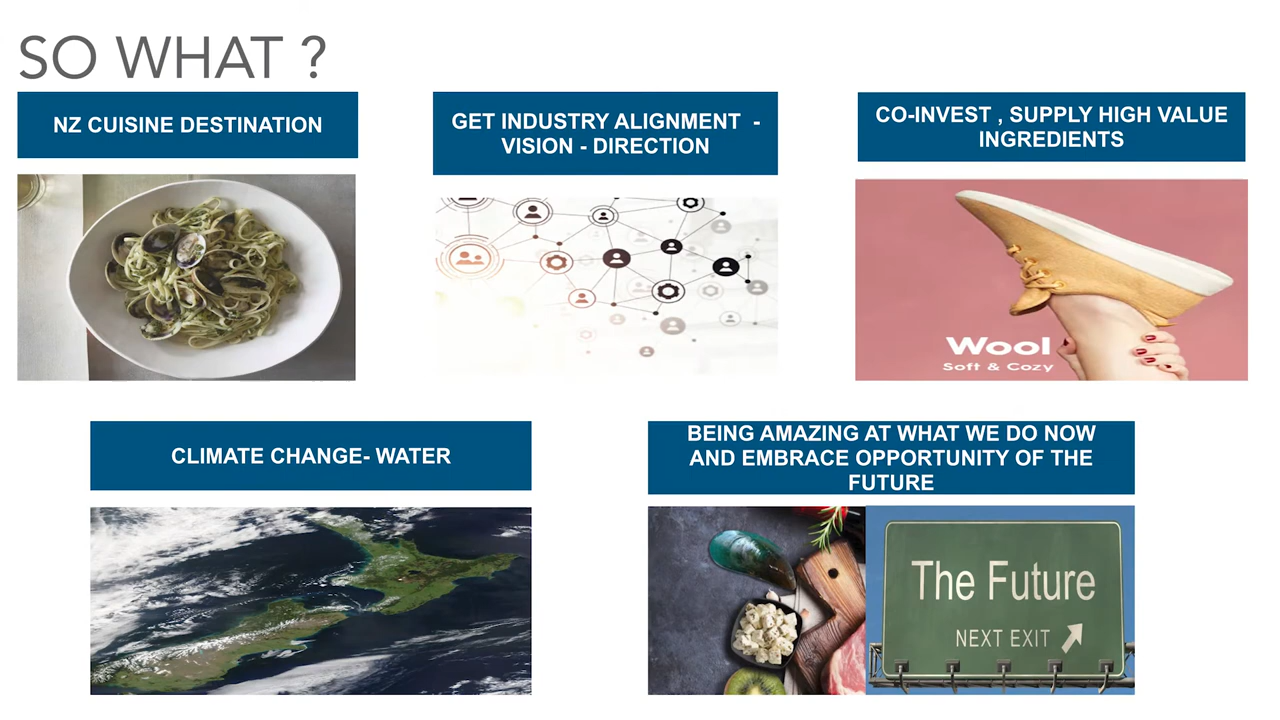 SO WHAT ?
NZ CUISINE DESTINATION
GET INDUSTRY ALIGNMENT -
VISION - DIRECTION
CO-INVEST , SUPPLY HIGH VALUE
INGREDIENTS
Wool
Soft & Cozy
CLIMATE CHANGE- WATER
BEING AMAZING AT WHAT WE DO NOW
AND EMBRACE OPPORTUNITY OF THE
FUTURE
The Future
NEXT EXIT